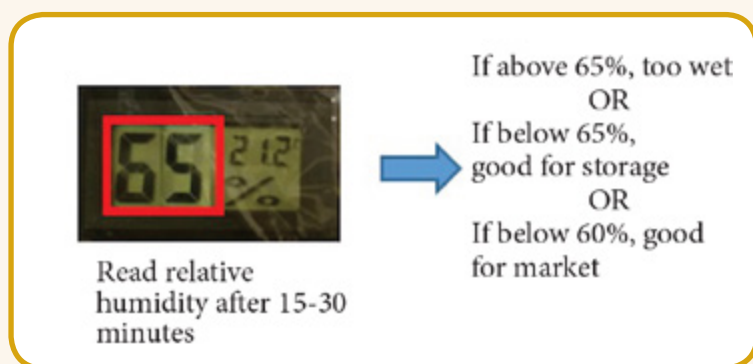 65
21.2°
%
Read relative
humidity after 15-30
minutes
If above 65%, too wet
OR
If below 65%,
good for storage
OR
If below 60%, good
for market